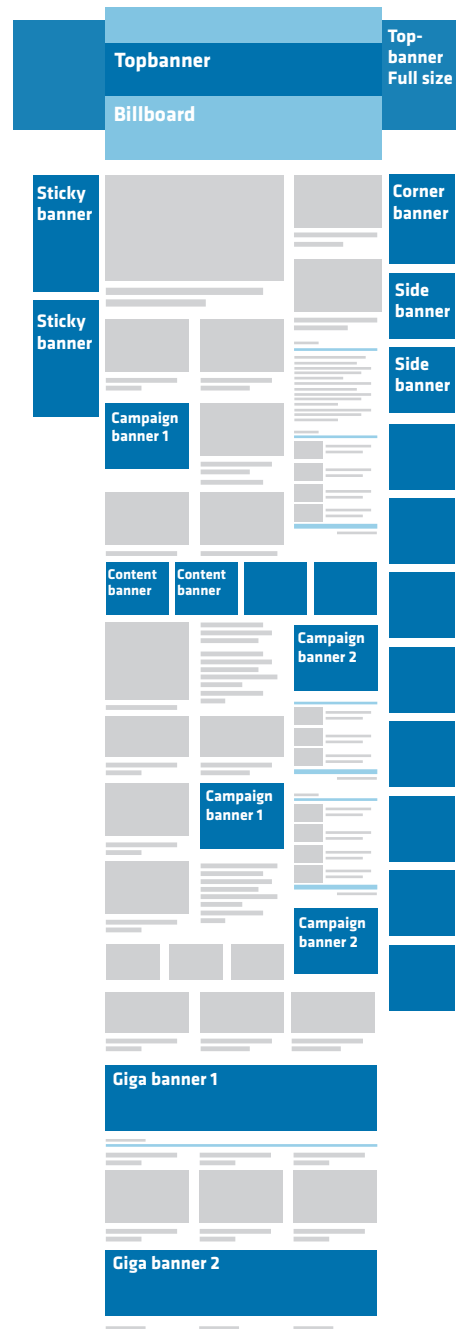 Topbanner
Top-
banner
Full size
Billboard
Sticky
banner
Corner
banner
Side
banner
Sticky
banner
Side
banner
Campaign
banner 1
Content
banner
Content
banner
Campaign
banner 2
Campaign
banner 1
Campaign
banner 2
Giga banner 1
Giga banner 2